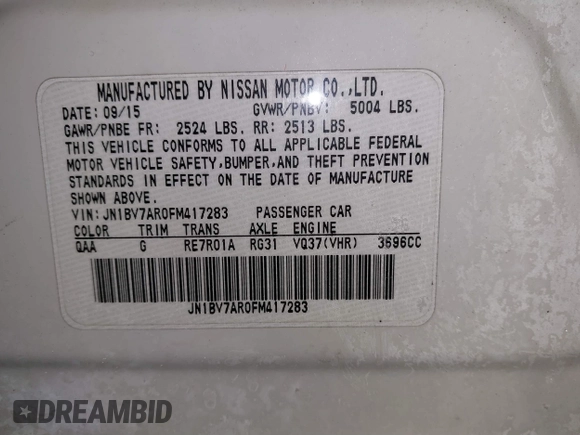 MANUFACTURED BY NISSAN MOTOR CO.,LTD.
DATE: 09/15 GVWR/PNBV: 5004 LBS.
GAWR/PNBE FR: 2524 LBS. RR: 2513 LBS.
THIS VEHICLE CONFORMS TO ALL APPLICABLE FEDERAL
MOTOR VEHICLE SAFETY,BUMPER,AND THEFT PREVENTION
STANDARDS IN EFFECT ON THE DATE OF MANUFACTURE
SHOWN ABOVE.
VIN:JN1BV7AR0FM417283 PASSENGER CAR
COLOR TRIM TRANS AXLE ENGINE
QAA G RE7R01A RG31 VQ37(VHR) 3696CC
JN1BV7AR0FM417283
DREAMBID